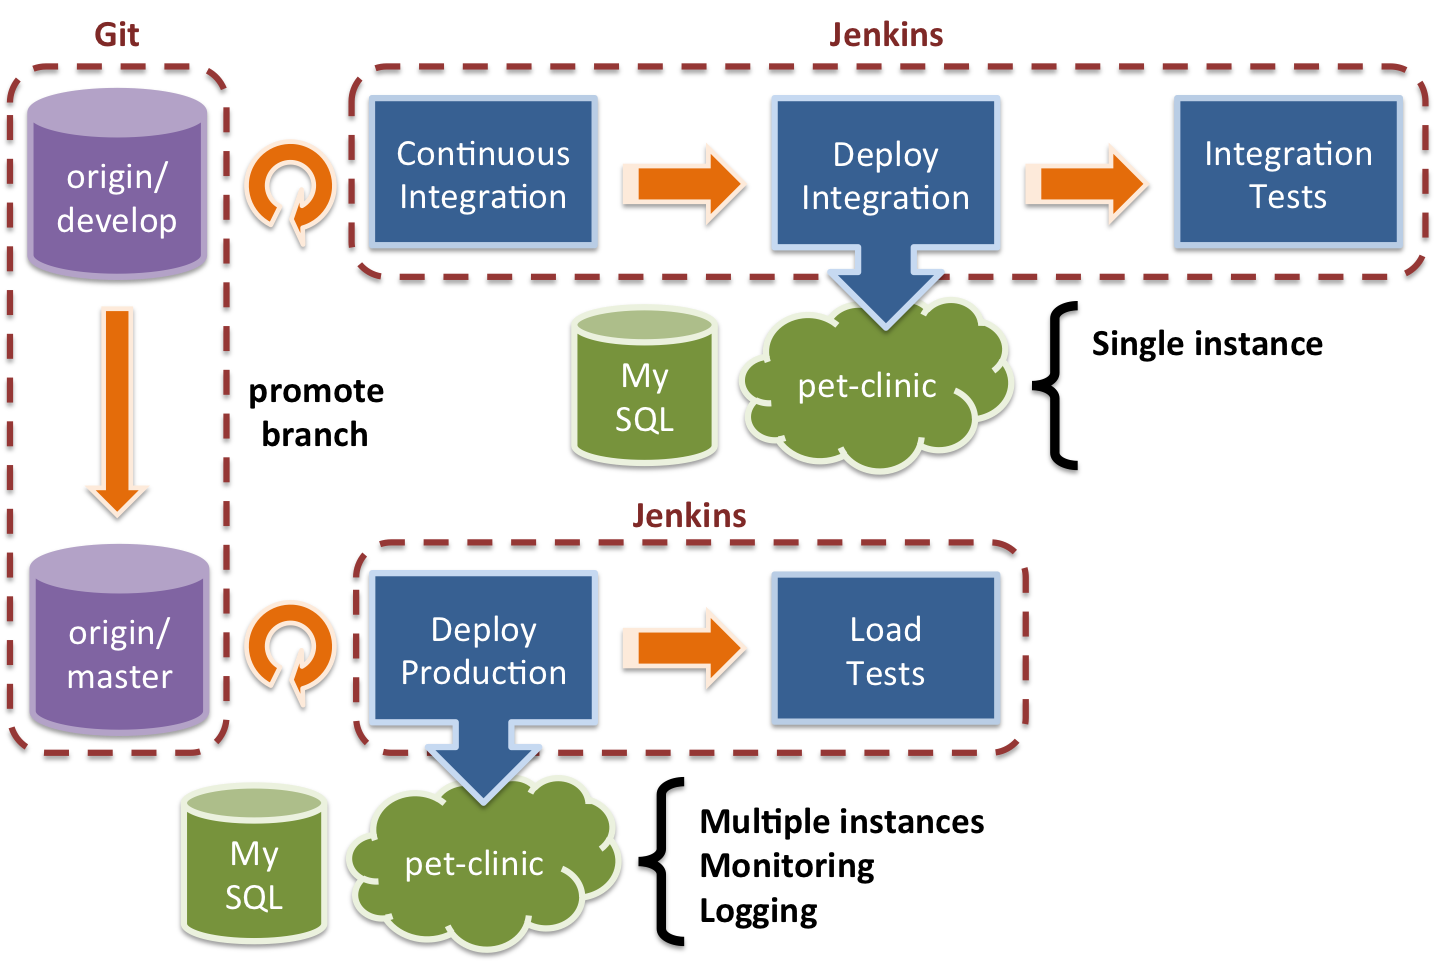 Git
Jenkins
origin/
develop
Continuous
Integration
Deploy
Integration
Integration
Tests
My
SQL
pet-clinic
Single instance
promote
branch
Jenkins
origin/
master
Deploy
Production
Load
Tests
My
SQL
pet-clinic
Multiple instances
Monitoring
Logging